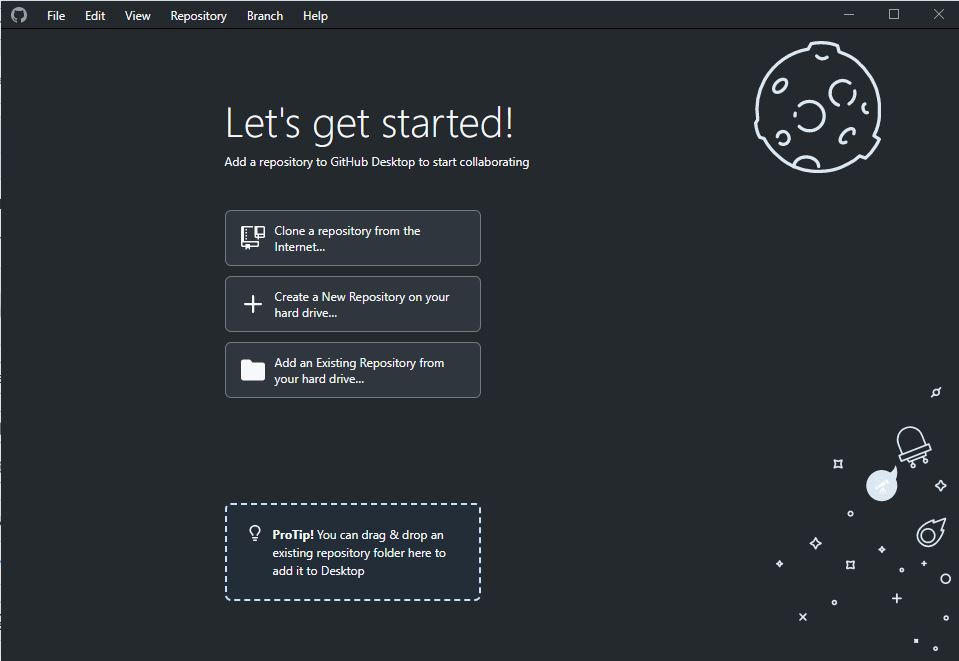 File Edit View Repository Branch Help
Let's get started!
Add a repository to GitHub Desktop to start collaborating
Clone a repository from the
Internet...
Create a New Repository on your
hard drive...
Add an Existing Repository from
your hard drive...
ProTip! You can drag & drop an
existing repository folder here to
add it to Desktop